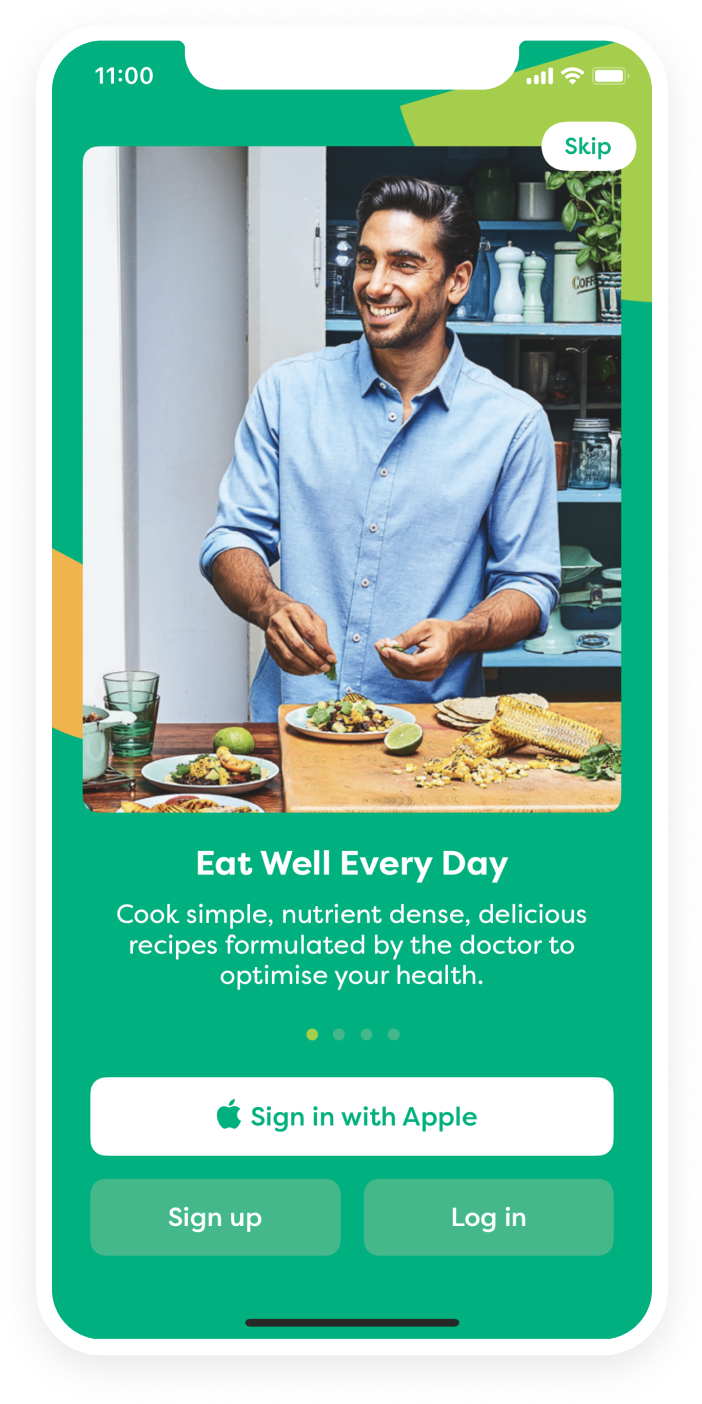 11:00
Skip
Eat Well Every Day
Cook simple, nutrient dense, delicious
recipes formulated by the doctor to
optimise your health.
Sign in with Apple
Sign up
Log in